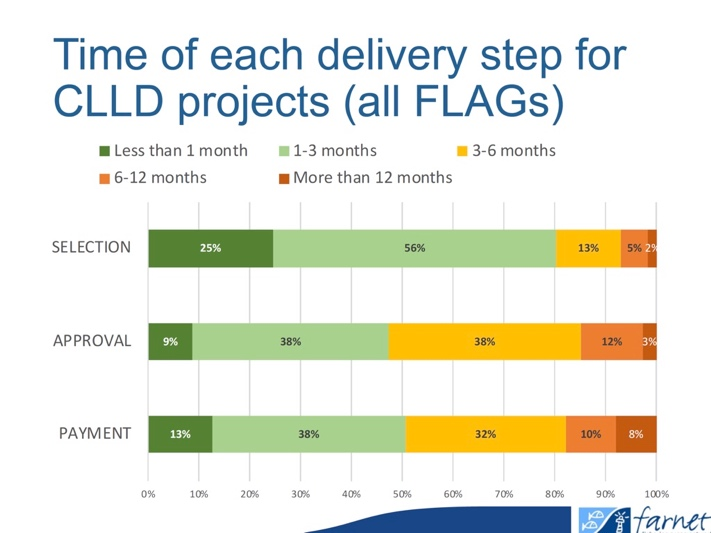 Time of each delivery step for
CLLD projects (all FLAGs)
Less than 1 month 1-3 months 3-6 months
6-12 months More than 12 months
SELECTION 25% 56% 13% 5% 2%
APPROVAL 9% 38% 38% 12% 3%
PAYMENT 13% 38% 32% 10% 8%
0% 10% 20% 30% 40% 50% 60% 70% 80% 90% 100%
farnet